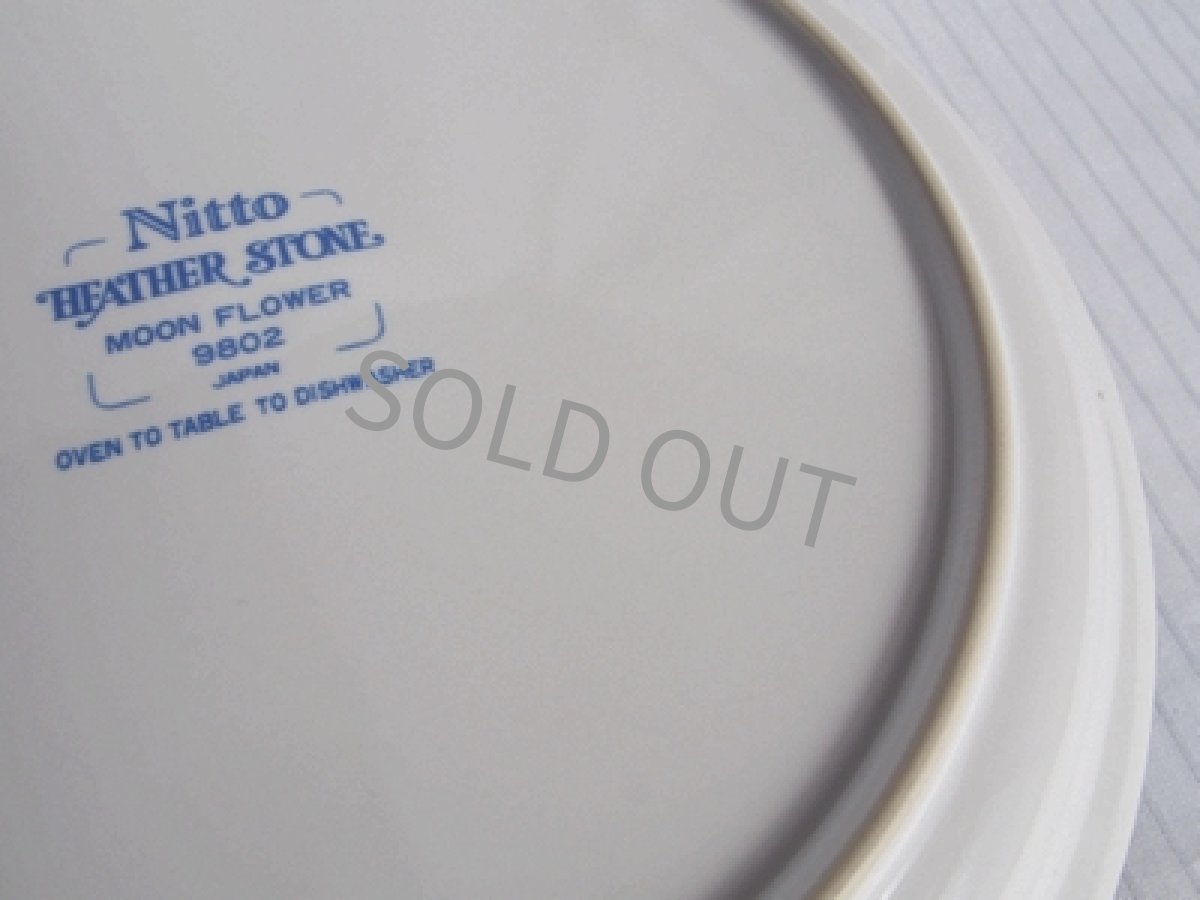 Nitto
HEATHER STONE
MOON FLOWER
9802
JAPAN
OVEN TO TABLE TO DISHWASHER
SOLD OUT